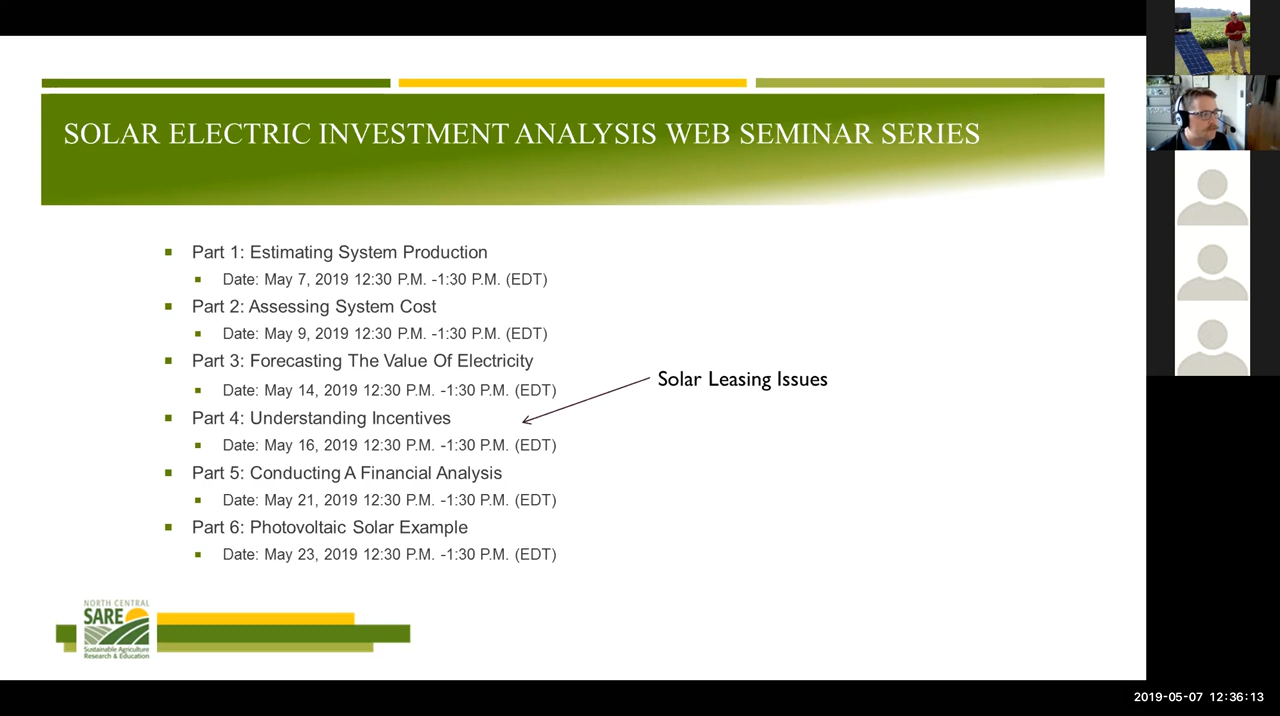 SOLAR ELECTRIC INVESTMENT ANALYSIS WEB SEMINAR SERIES
Part 1: Estimating System Production
Date: May 7, 2019 12:30 P.M. -1:30 P.M. (EDT)
Part 2: Assessing System Cost
Date: May 9, 2019 12:30 P.M. -1:30 P.M. (EDT)
Part 3: Forecasting The Value Of Electricity
Date: May 14, 2019 12:30 P.M. -1:30 P.M. (EDT)
Solar Leasing Issues
Part 4: Understanding Incentives
Date: May 16, 2019 12:30 P.M. -1:30 P.M. (EDT)
Part 5: Conducting A Financial Analysis
Date: May 21, 2019 12:30 P.M. -1:30 P.M. (EDT)
Part 6: Photovoltaic Solar Example
Date: May 23, 2019 12:30 P.M. -1:30 P.M. (EDT)
NORTH CENTRAL
SARE
Sustainable Agriculture
Research & Education
2019-05-07 12:36:13